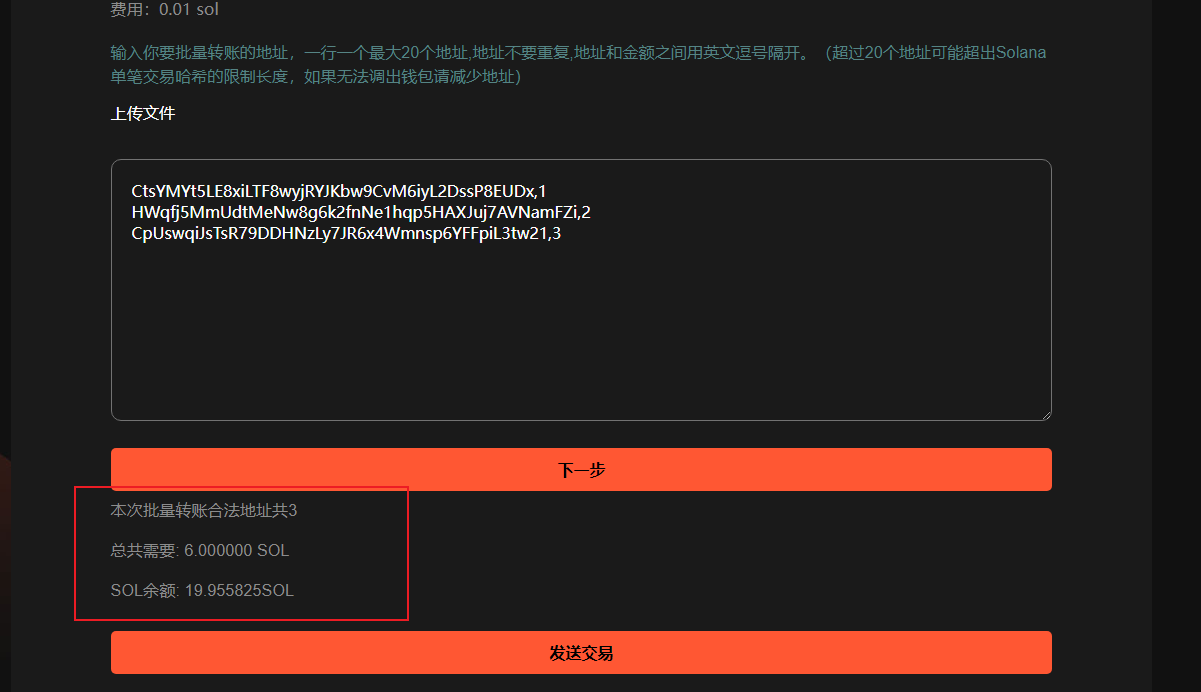 费用：0.01 sol
输入你要批量转账的地址，一行一个最大20个地址,地址不要重复,地址和金额之间用英文逗号隔开。（超过20个地址可能超出Solana
单笔交易哈希的限制长度，如果无法调出钱包请减少地址）
上传文件
CtsYMYt5LE8xiLTF8wyjRYJKbw9CvM6iyL2DssP8EUDx,1
HWqfj5MmUdtMeNw8g6k2fnNe1hqp5HAXJuj7AVNamFZi,2
CpUswqiJsTsR79DDHNzLy7JR6x4Wmnsp6YFFpiL3tw21,3
下一步
本次批量转账合法地址共3
总共需要: 6.000000 SOL
SOL余额: 19.955825SOL
发送交易